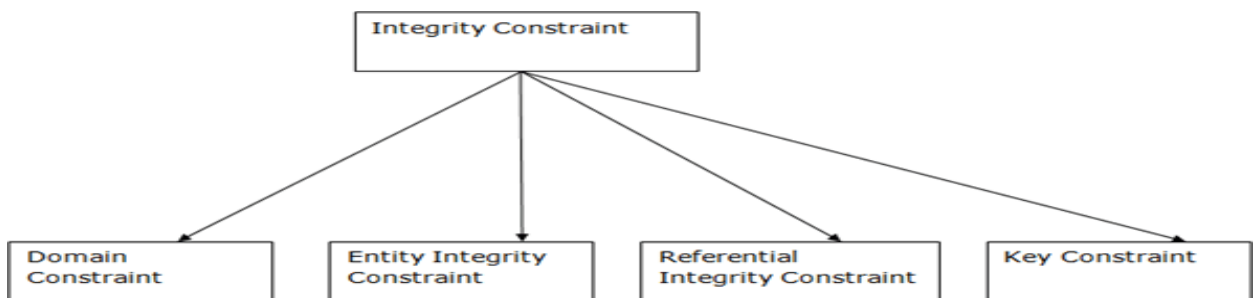 Integrity Constraint
Domain
Constraint
Entity Integrity
Constraint
Referential
Integrity Constraint
Key Constraint